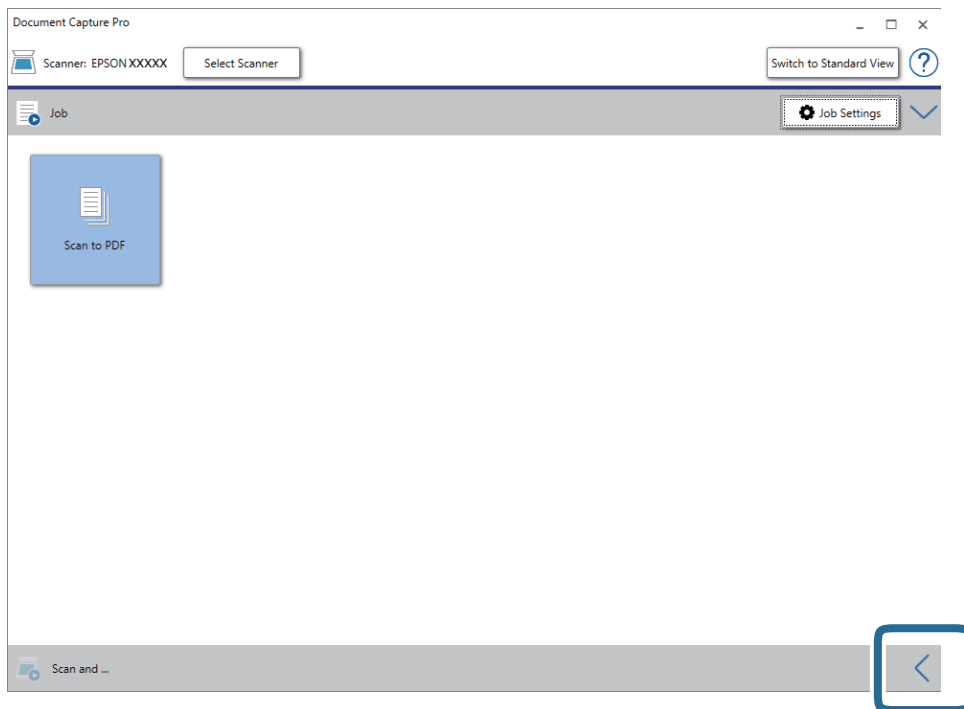 Document Capture Pro
Scanner: EPSON XXXXX Select Scanner Switch to Standard View ?
Job Job Settings
Scan to PDF
Scan and ...